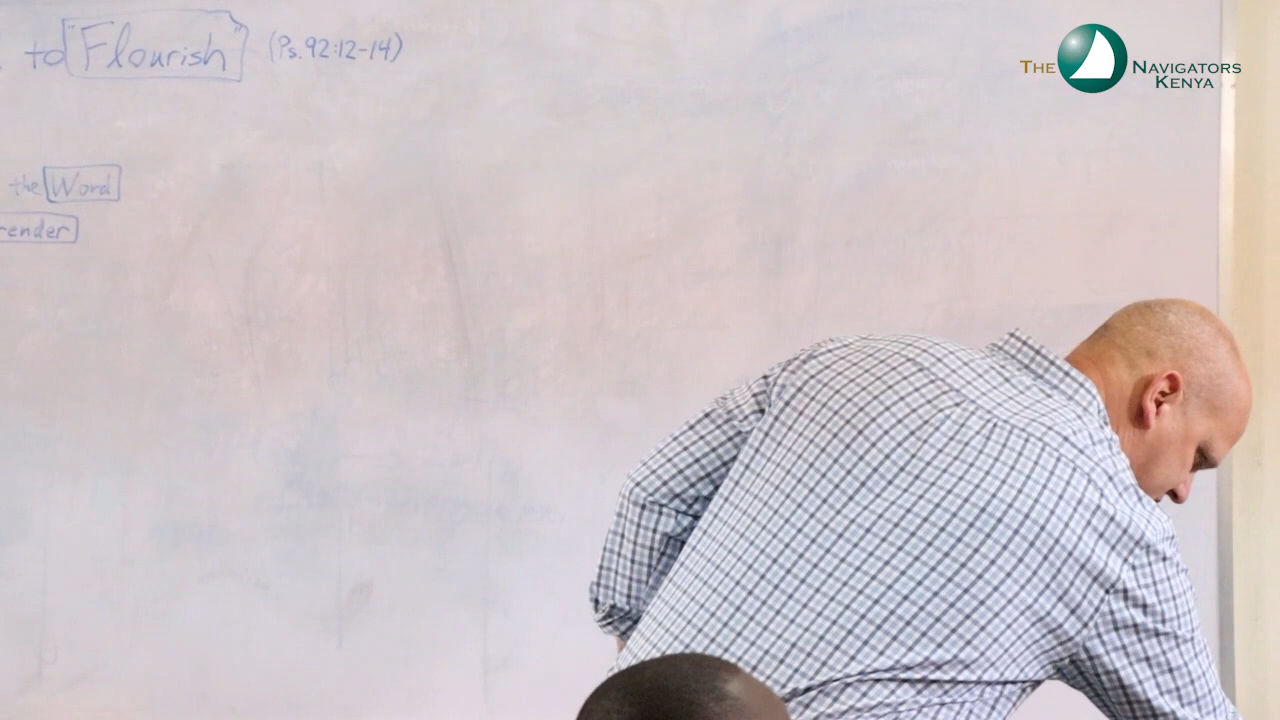 to "Flourish" (Ps. 92:12-14)
the Word
render
THE NAVIGATORS
KENYA